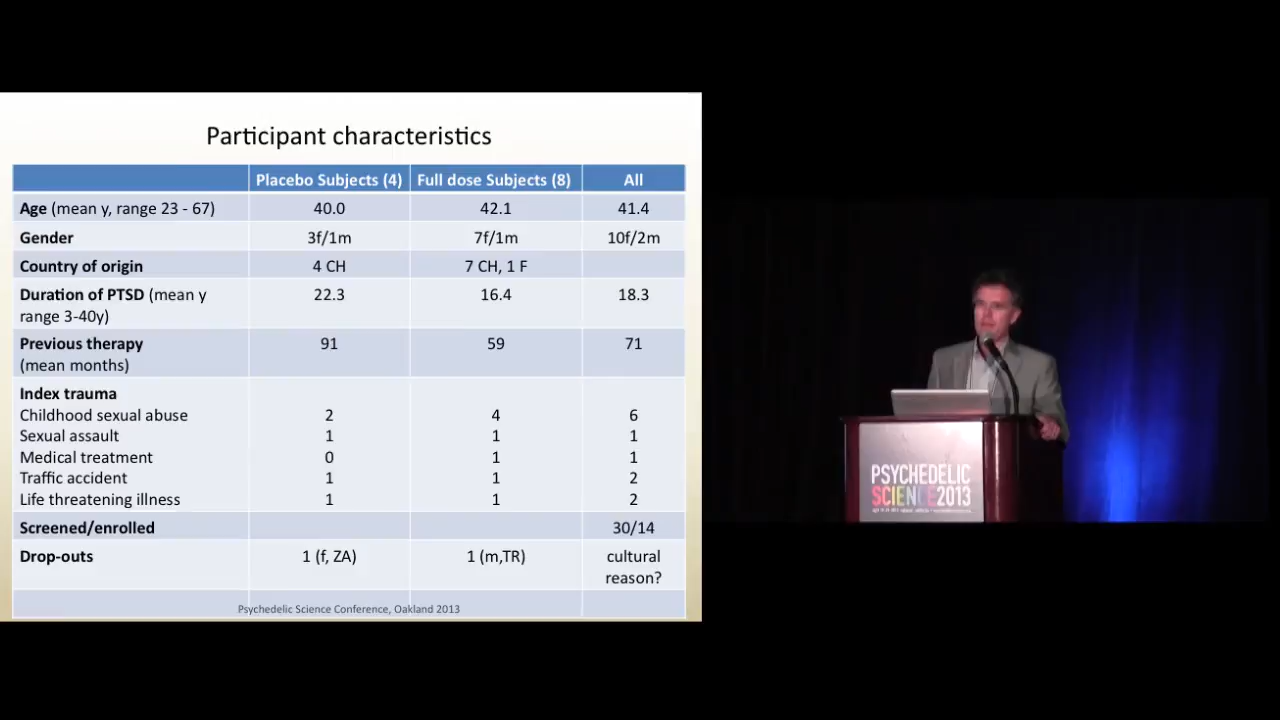 Participant characteristics
Placebo Subjects (4) Full dose Subjects (8) All
Age (mean y, range 23 - 67) 40.0 42.1 41.4
Gender 3f/1m 7f/1m 10f/2m
Country of origin 4 CH 7 CH, 1 F
Duration of PTSD (mean y 22.3 16.4 18.3
range 3-40y)
Previous therapy 91 59 71
(mean months)
Index trauma
Childhood sexual abuse 2 4 6
Sexual assault 1 1 1
Medical treatment 0 1 1
Traffic accident 1 1 2
Life threatening illness 1 1 2
Screened/enrolled 30/14
Drop-outs 1 (f, ZA) 1 (m,TR) cultural
reason?
Psychedelic Science Conference, Oakland 2013
PSYCHEDELIC
SCIENCE2013